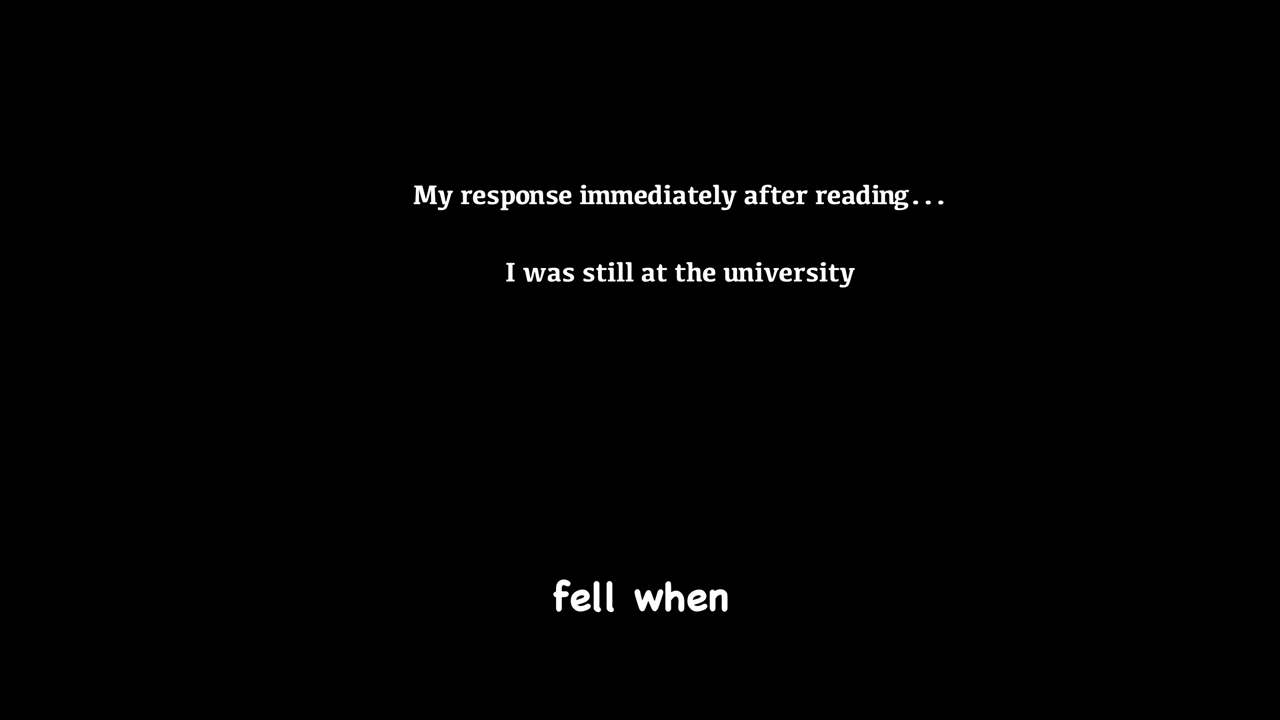 My response immediately after reading...
I was still at the university
fell when